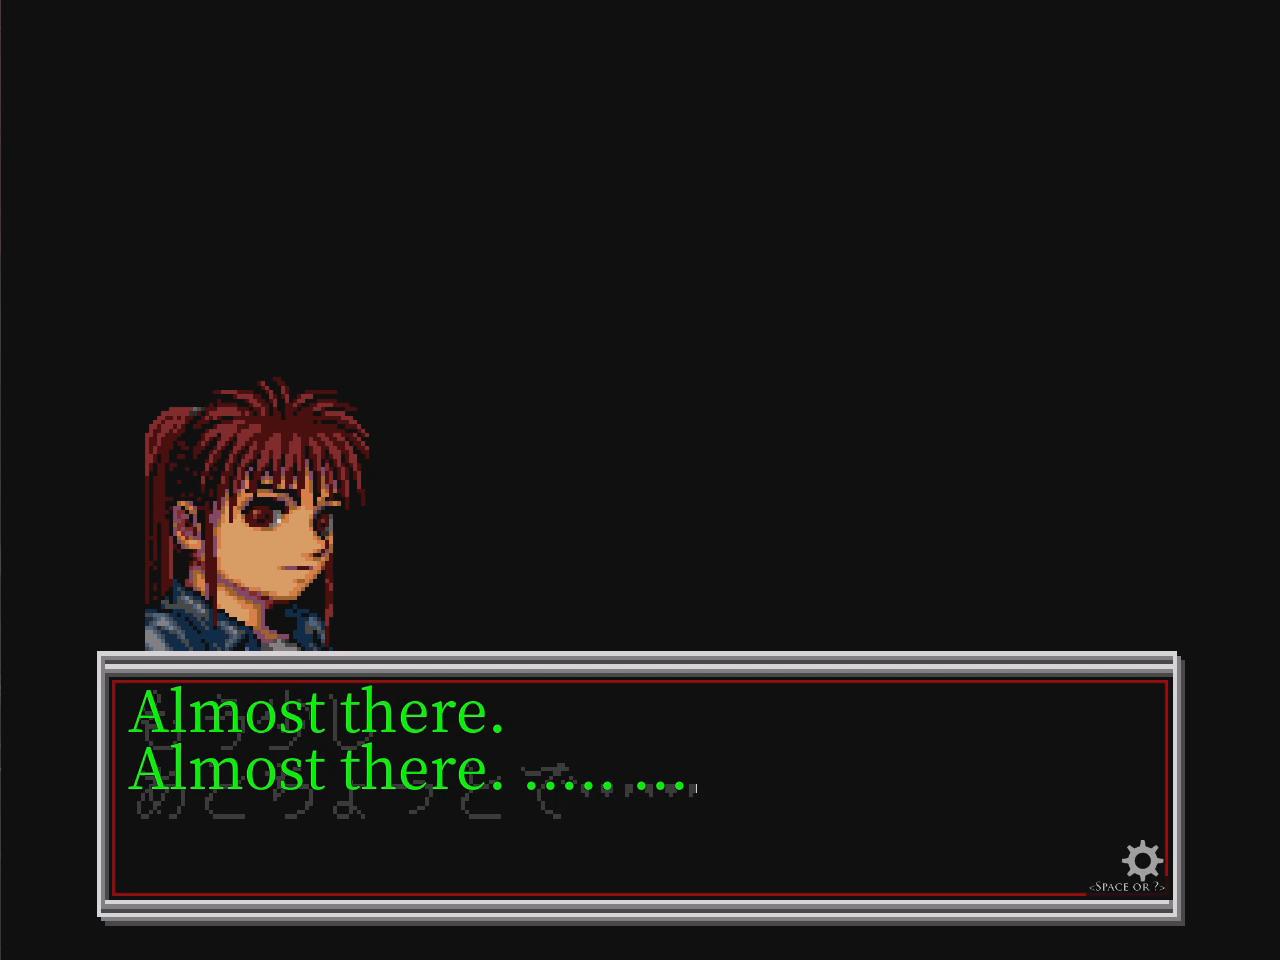 Almost there.
Almost there. ..... ...
<SPACE OR ?>